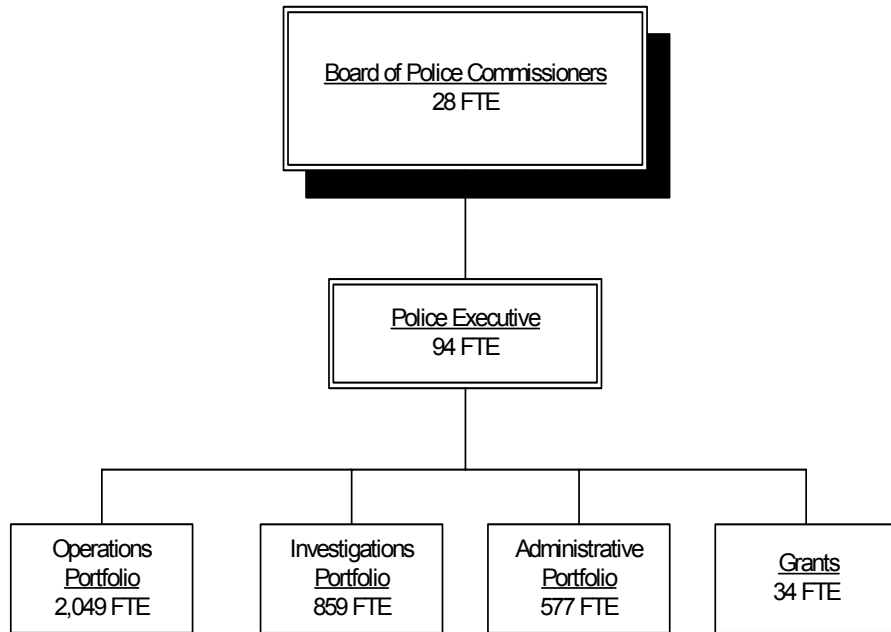 Board of Police Commissioners
28 FTE
Police Executive
94 FTE
Operations
Portfolio
2,049 FTE
Investigations
Portfolio
859 FTE
Administrative
Portfolio
577 FTE
Grants
34 FTE